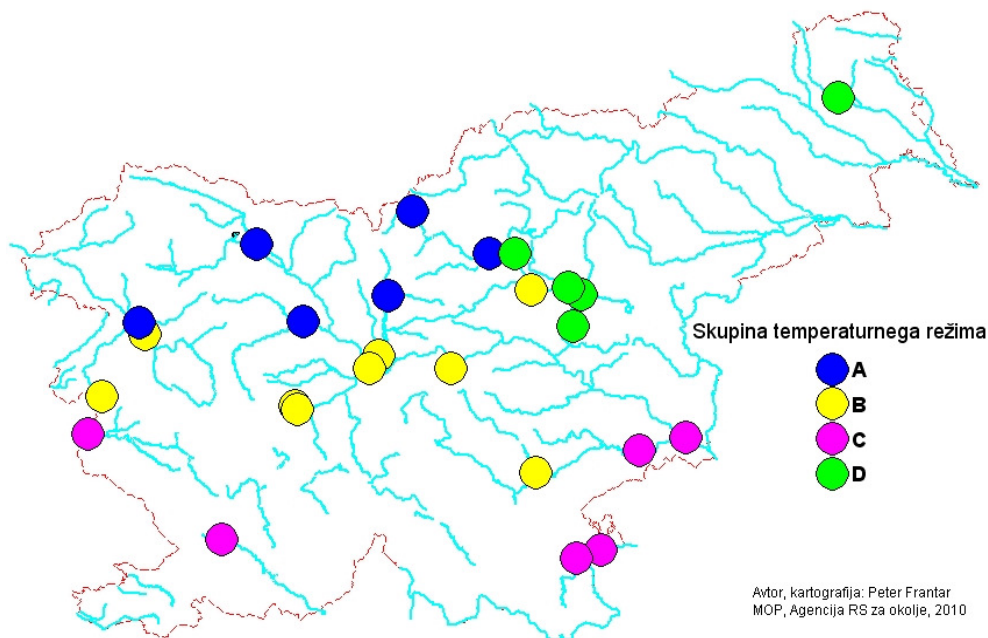 Skupina temperaturnega režima
A
B
C
D
Avtor, kartografija: Peter Frantar
MOP, Agencija RS za okolje, 2010